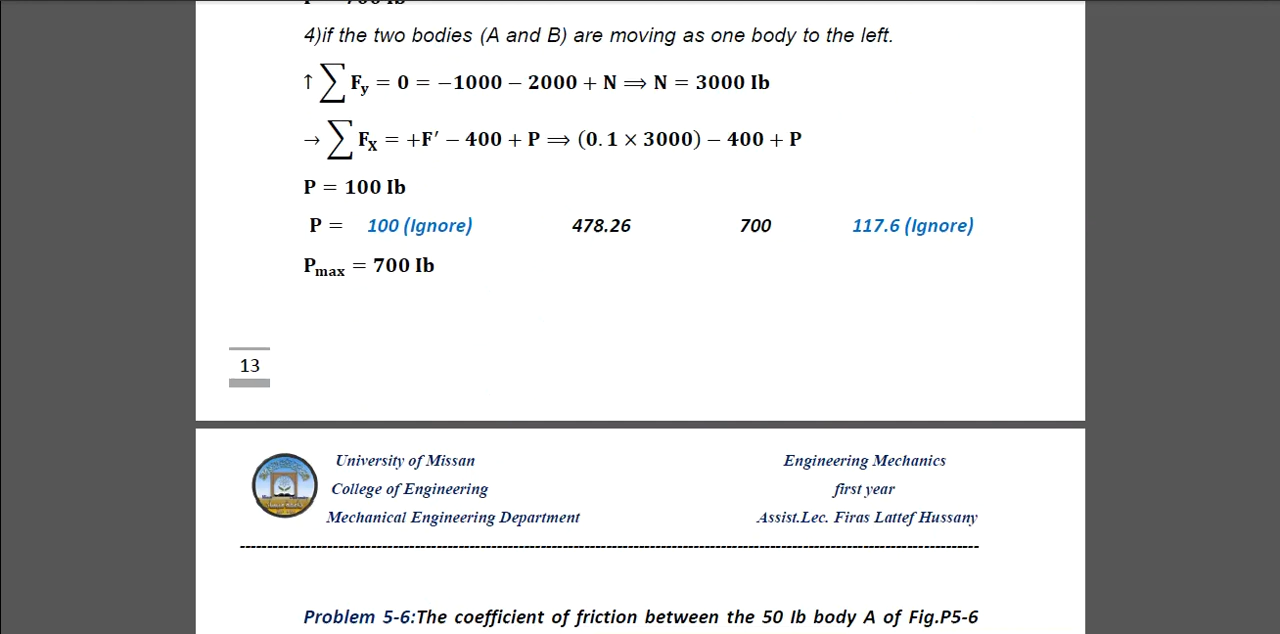 4)if the two bodies (A and B) are moving as one body to the left.
↑ ∑ Fy = 0 = −1000 − 2000 + N ⟹ N = 3000 Ib
→ ∑ Fx = +F′ − 400 + P ⟹ (0.1 × 3000) − 400 + P
P = 100 Ib
P = 100 (Ignore) 478.26 700 117.6 (Ignore)
Pmax = 700 Ib
13
University of Missan Engineering Mechanics
College of Engineering first year
Mechanical Engineering Department Assist.Lec. Firas Lattef Hussany
Problem 5-6:The coefficient of friction between the 50 Ib body A of Fig.P5-6